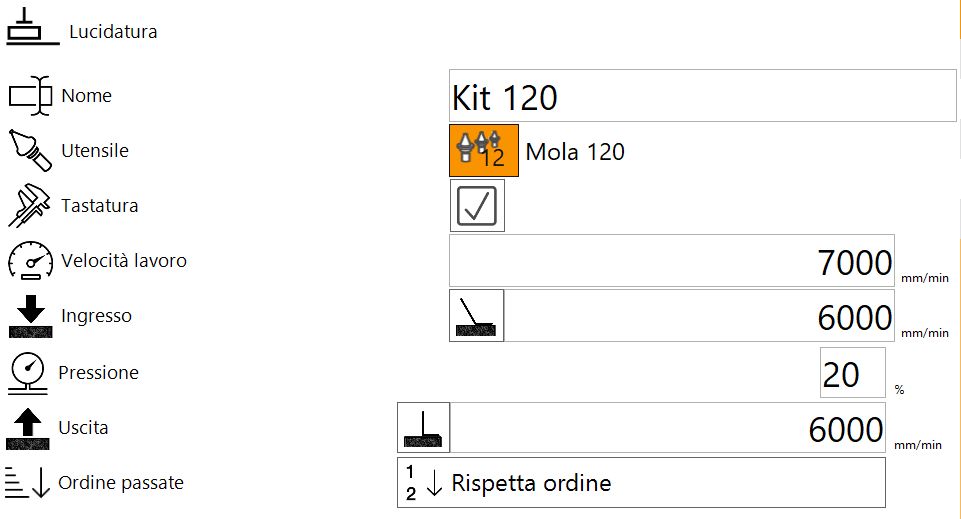 Lucidatura
Nome Kit 120
Utensile 12 Mola 120
Tastatura
Velocità lavoro 7000 mm/min
Ingresso 6000 mm/min
Pressione 20 %
Uscita 6000 mm/min
Ordine passate 1 2 Rispetta ordine